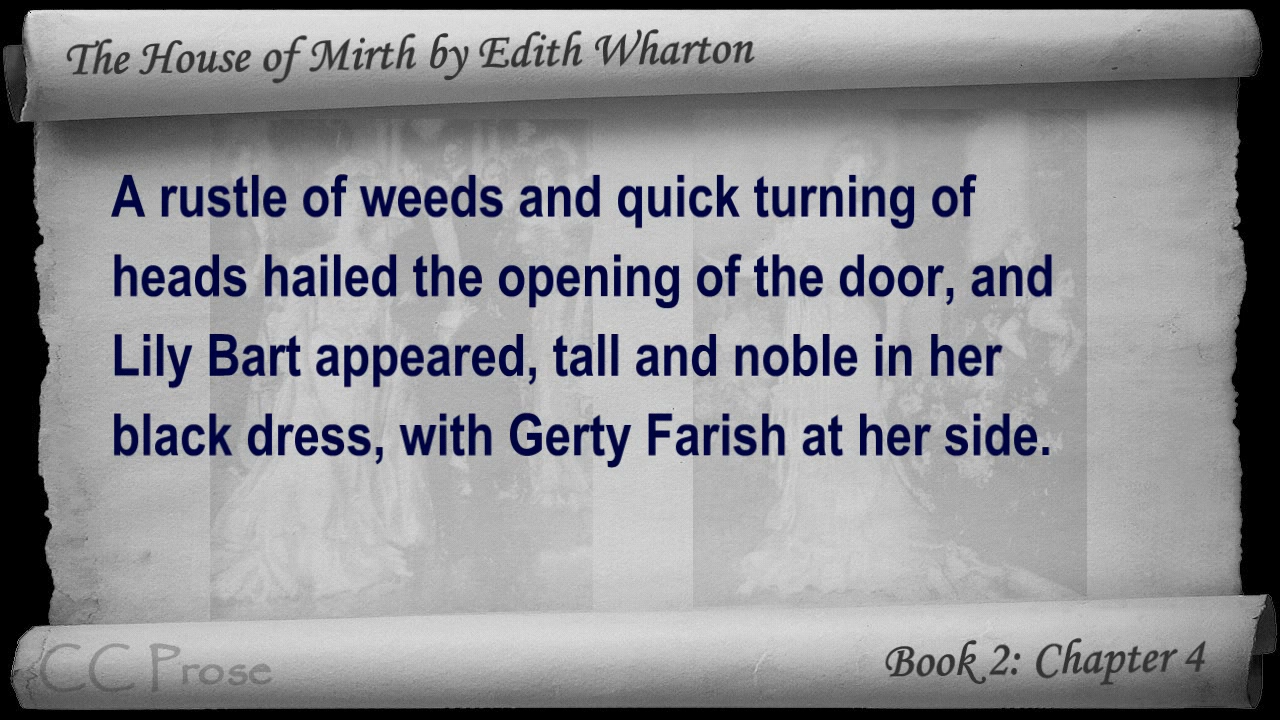 The House of Mirth by Edith Wharton
A rustle of weeds and quick turning of
heads hailed the opening of the door, and
Lily Bart appeared, tall and noble in her
black dress, with Gerty Farish at her side.
CC Prose
Book 2: Chapter 4